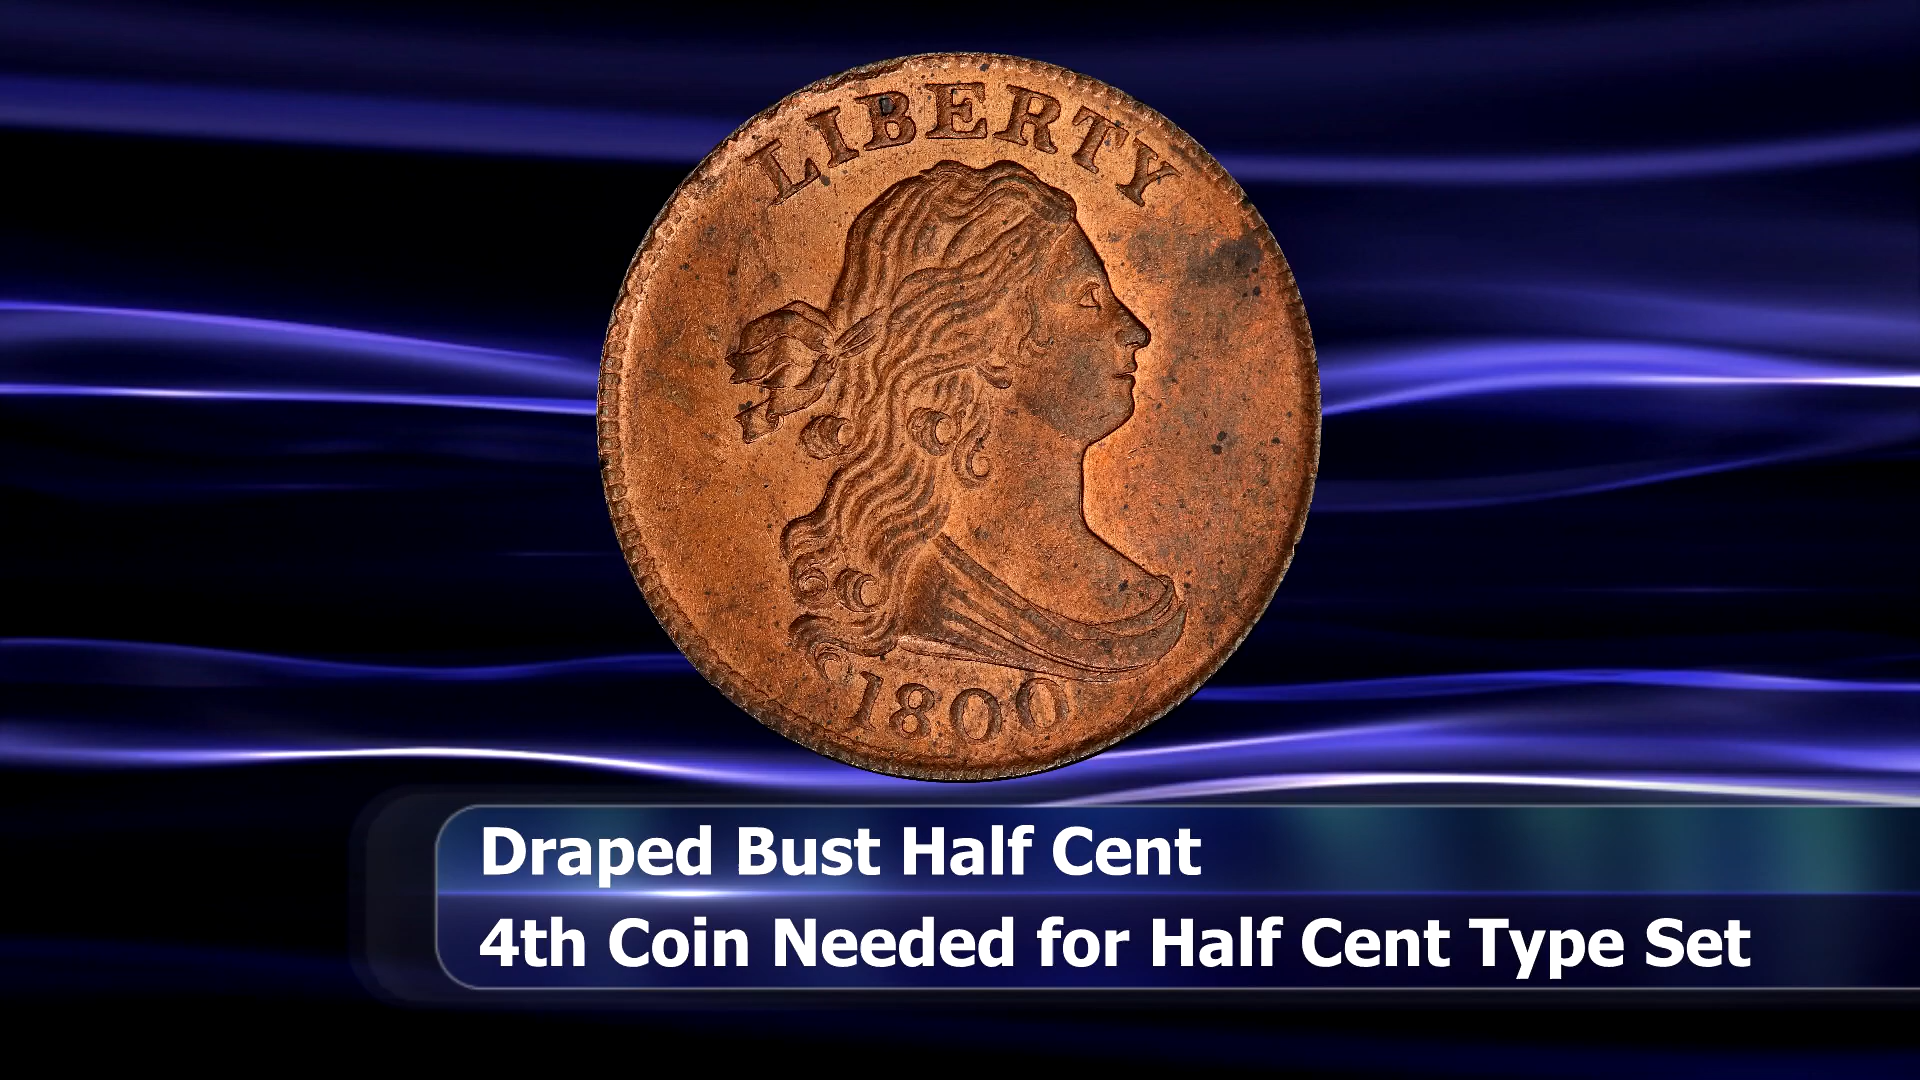 LIBERTY
1800
Draped Bust Half Cent
4th Coin Needed for Half Cent Type Set